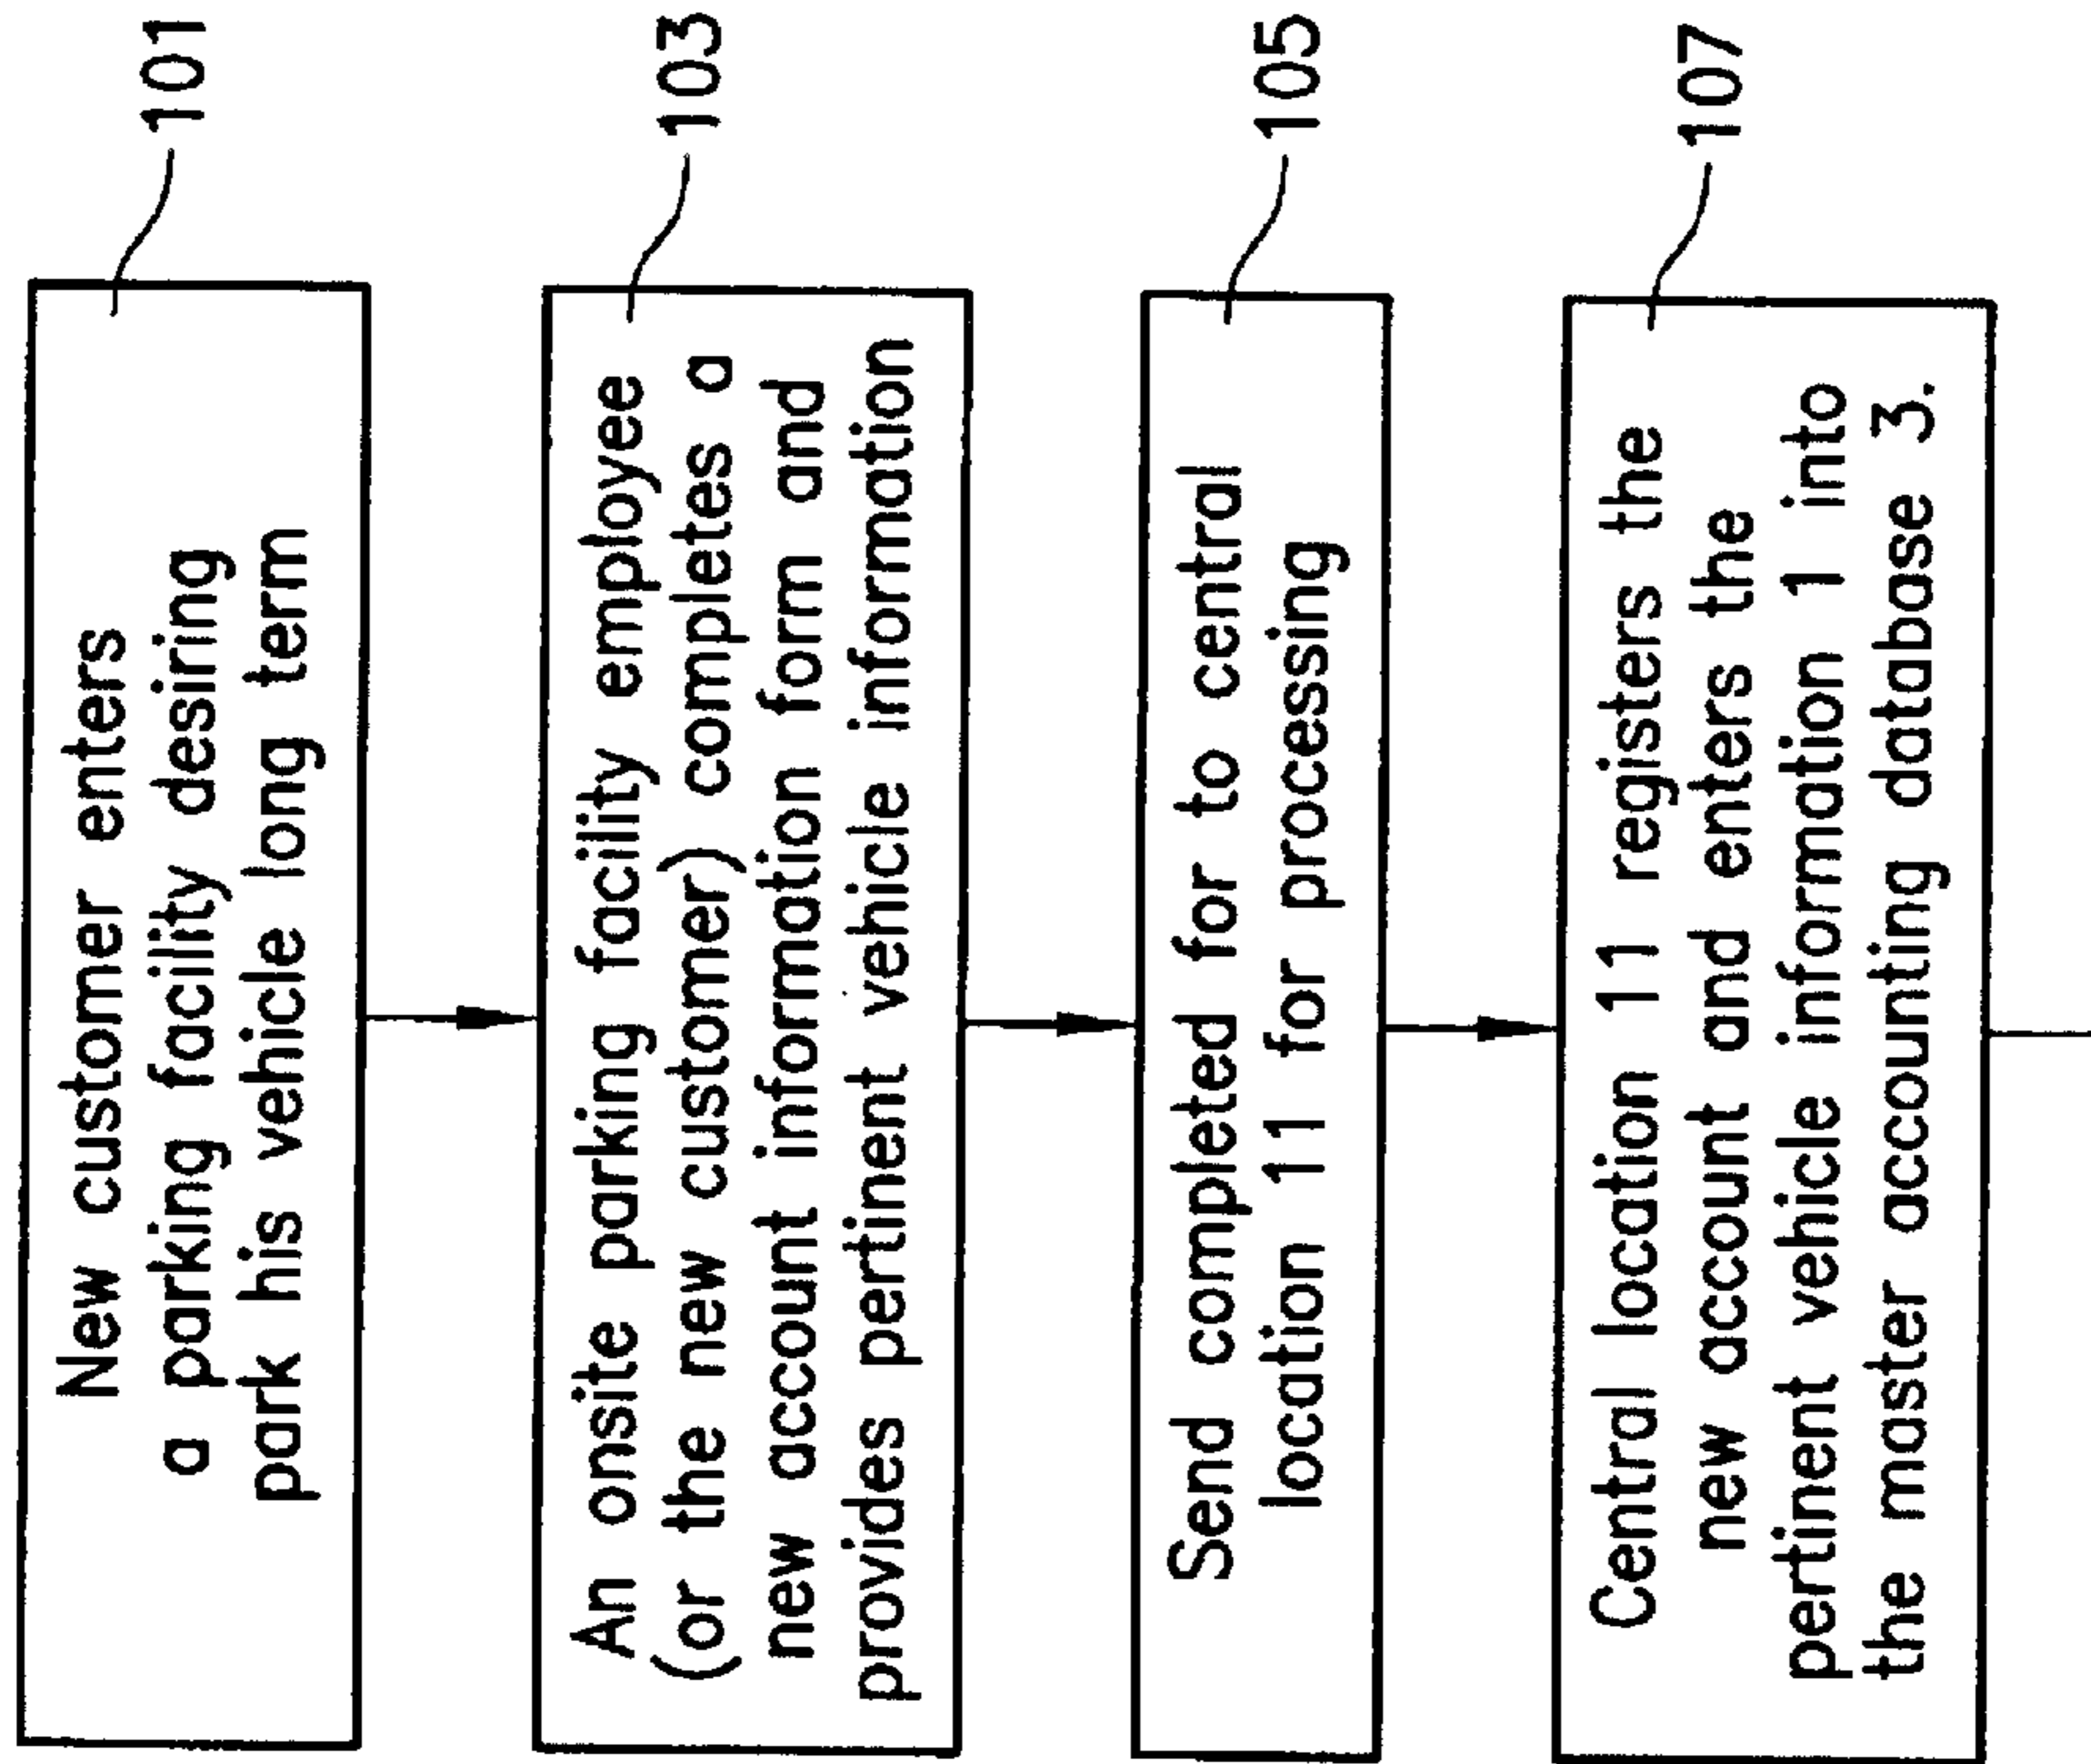 New customer enters
a parking facility desiring
park his vehicle long term
101
An onsite parking facility employee
(or the new customer) completes a
new account information form and
provides pertinent vehicle information
103
Send completed for to central
location 11 for processing
105
Central location 11 registers the
new account and enters the
pertinent vehicle information 1 into
the master accounting database 3.
107